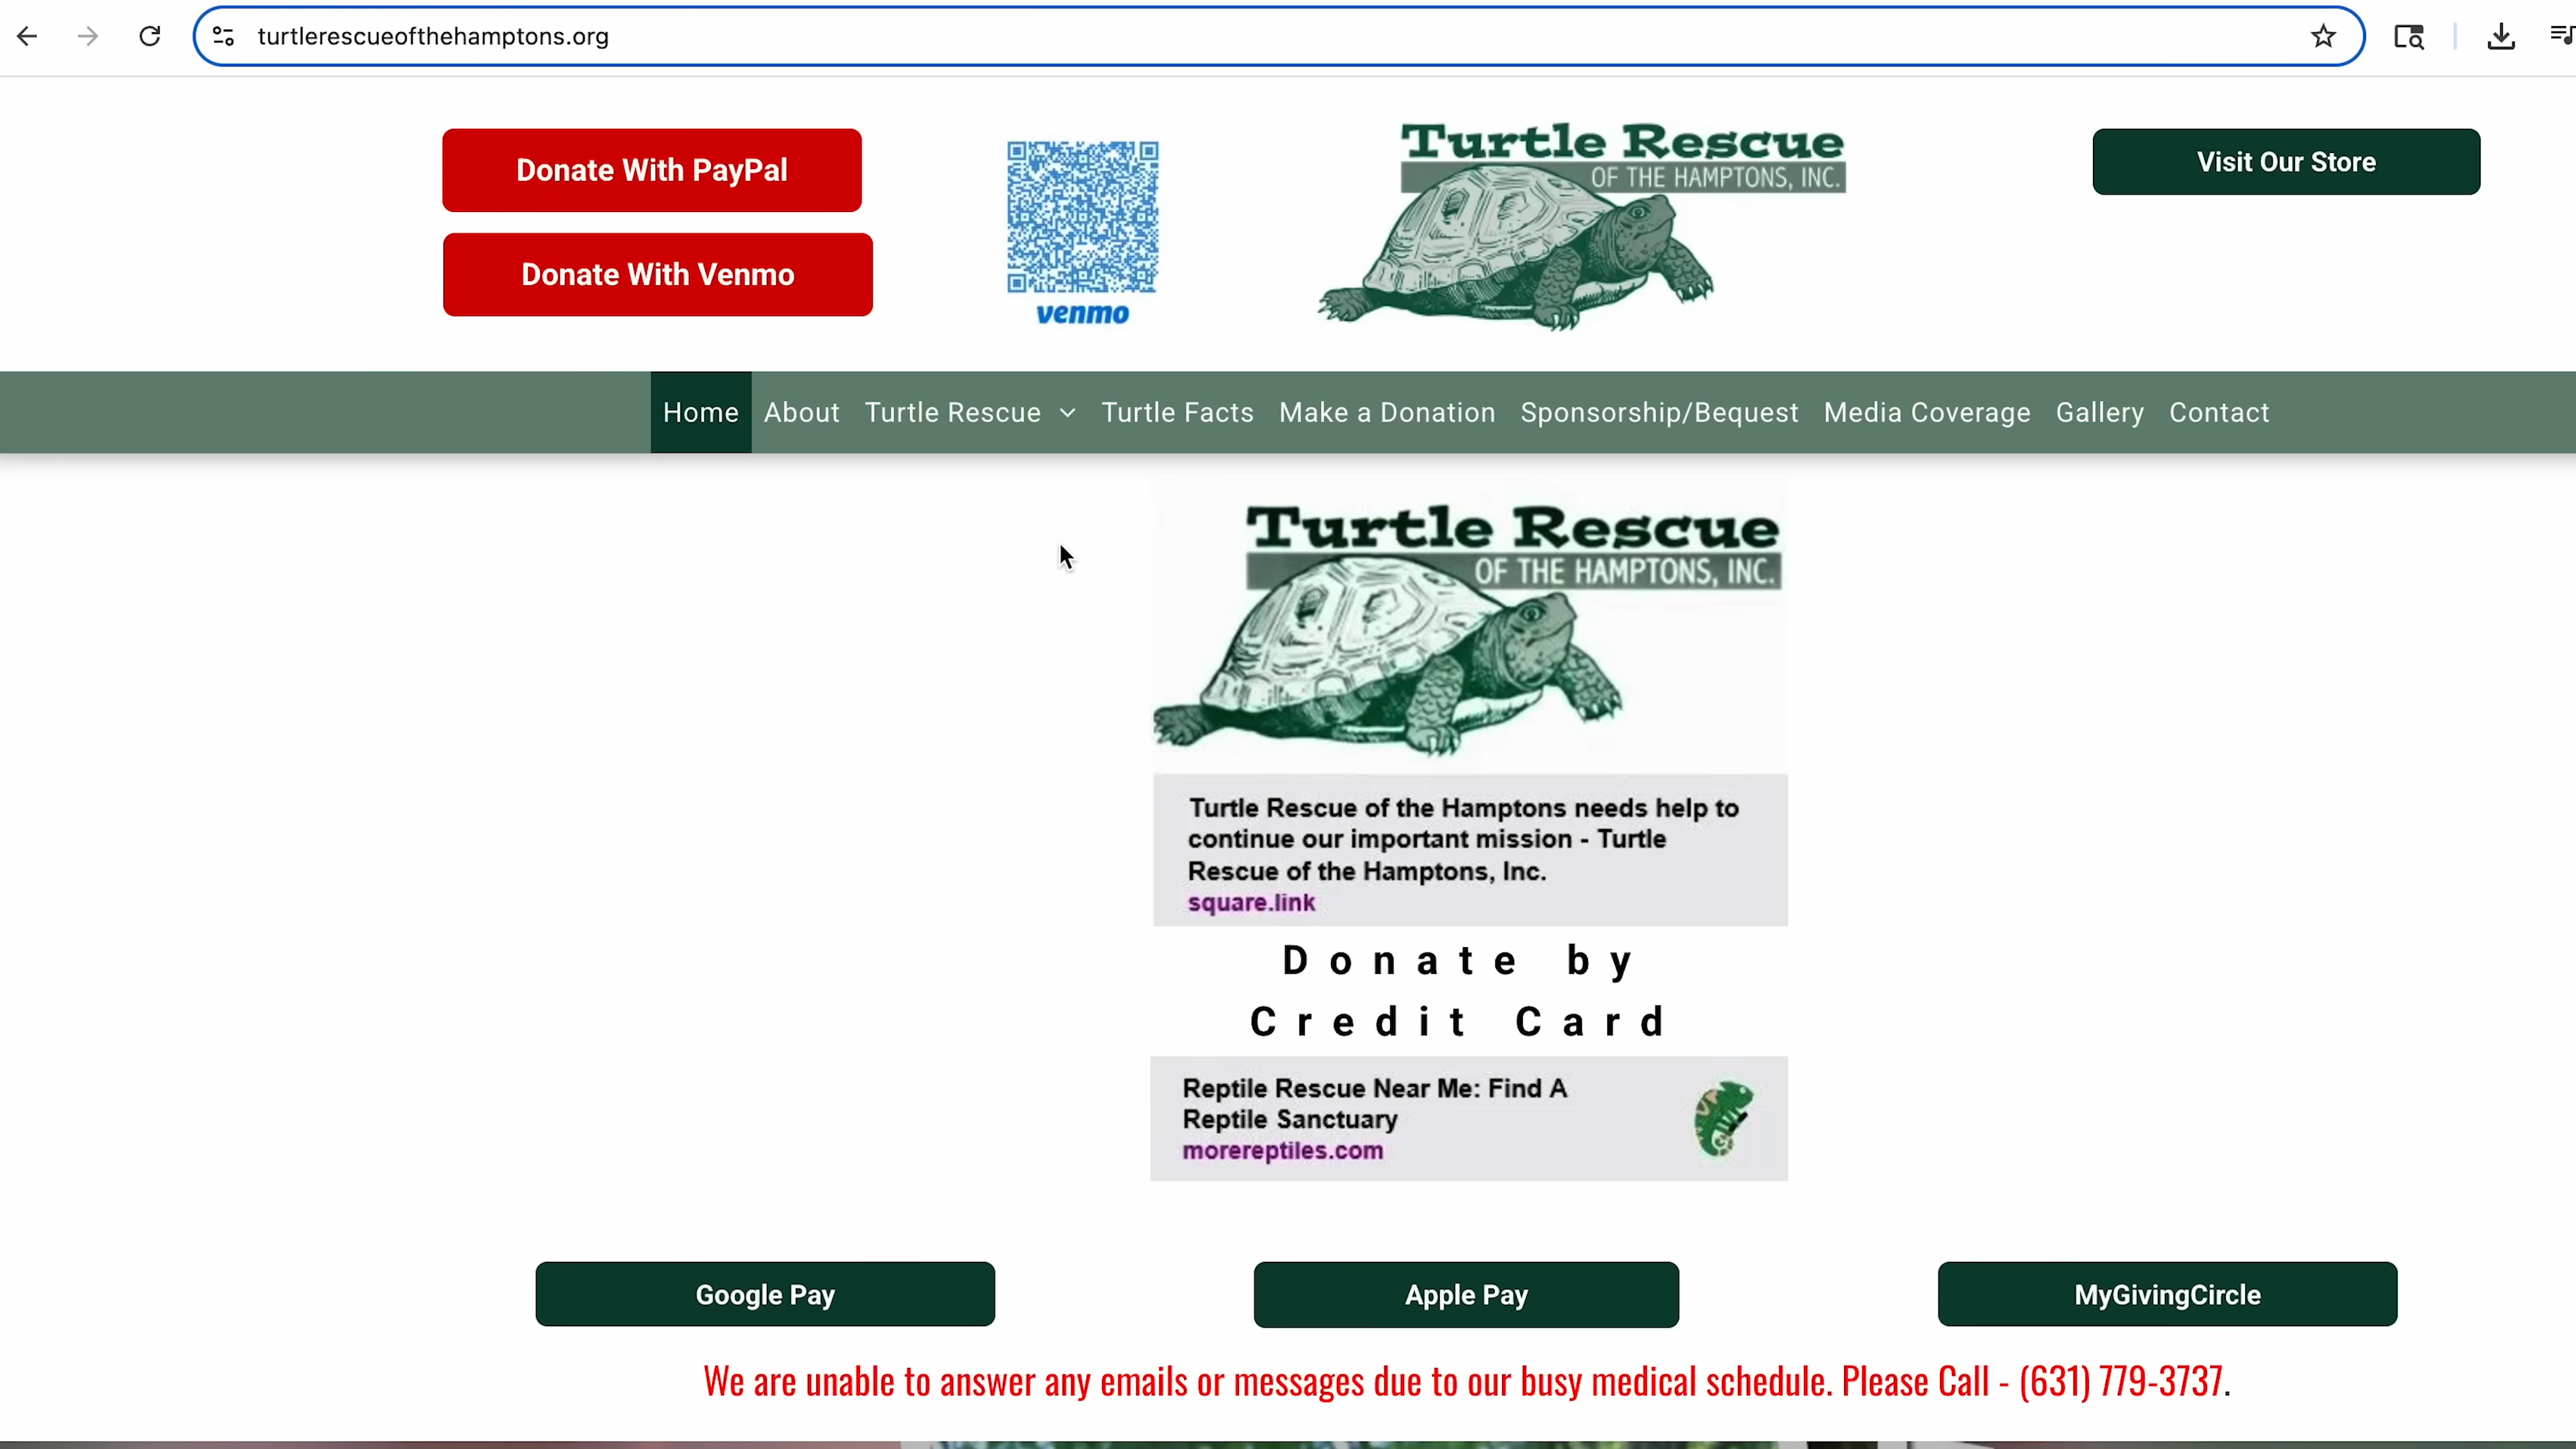 turtlerescueofthehamptons.org
Donate With PayPal
Donate With Venmo
venmo
Turtle Rescue
OF THE HAMPTONS, INC.
Visit Our Store
Home About Turtle Rescue Turtle Facts Make a Donation Sponsorship/Bequest Media Coverage Gallery Contact
Turtle Rescue
OF THE HAMPTONS, INC.
Turtle Rescue of the Hamptons needs help to
continue our important mission - Turtle
Rescue of the Hamptons, Inc.
square.link
Donate by
Credit Card
Reptile Rescue Near Me: Find A
Reptile Sanctuary
morereptiles.com
Google Pay
Apple Pay
MyGivingCircle
We are unable to answer any emails or messages due to our busy medical schedule. Please Call - (631) 779-3737.